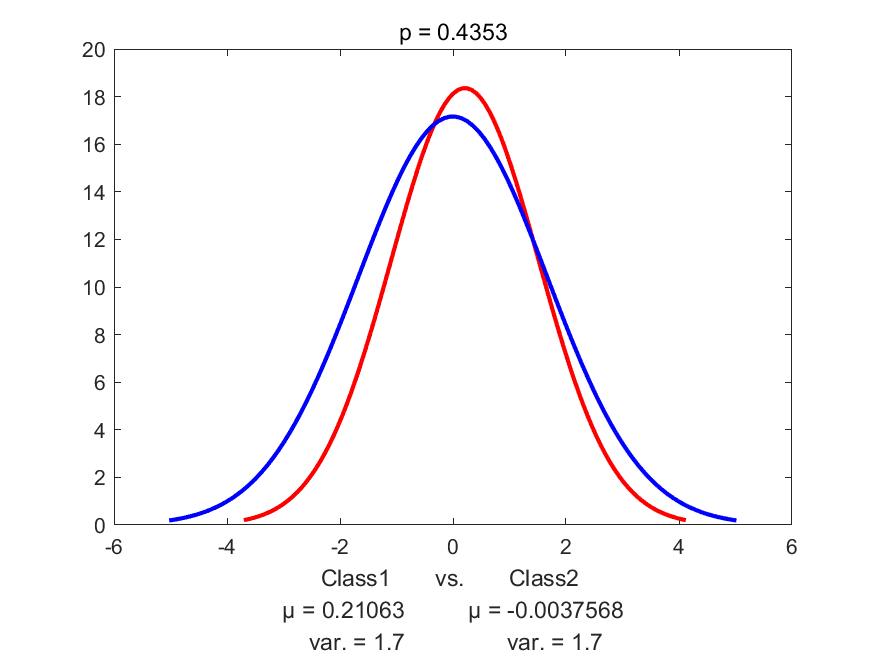 p = 0.4353
20
18
16
14
12
10
8
6
4
2
0
-6 -4 -2 0 2 4 6
Class1 vs. Class2
μ = 0.21063 μ = -0.0037568
var. = 1.7 var. = 1.7